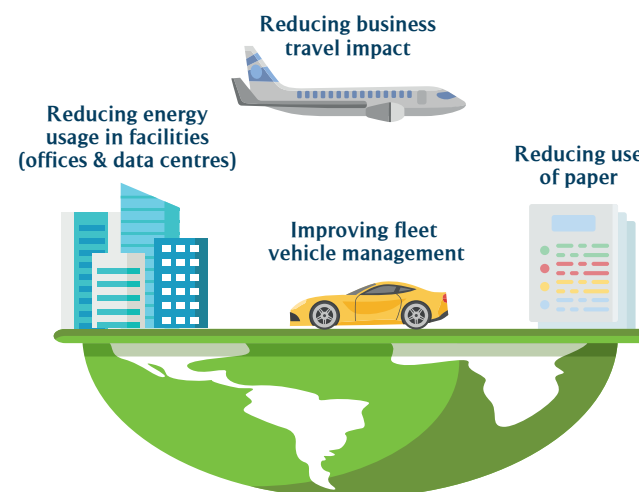 Reducing business
travel impact
Reducing energy
usage in facilities
(offices & data centres)
Reducing use
of paper
Improving fleet
vehicle management